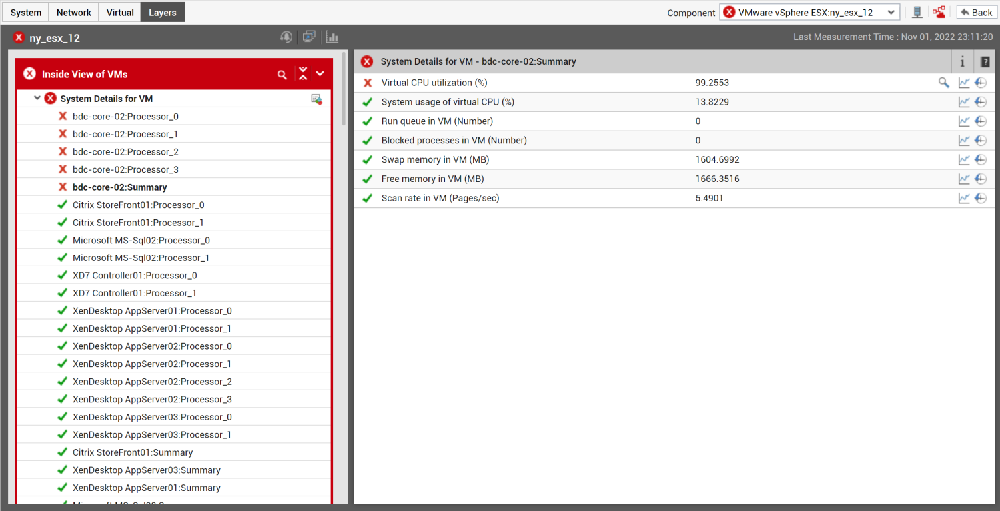 System Network Virtual Layers Component VMware vSphere ESX:ny_esx_12 Back
ny_esx_12 Last Measurement Time : Nov 01, 2022 23:11:20
Inside View of VMs
System Details for VM
bdc-core-02:Processor_0
bdc-core-02:Processor_1
bdc-core-02:Processor_2
bdc-core-02:Processor_3
bdc-core-02:Summary
Citrix StoreFront01:Processor_0
Citrix StoreFront01:Processor_1
Microsoft MS-Sql02:Processor_0
Microsoft MS-Sql02:Processor_1
XD7 Controller01:Processor_0
XD7 Controller01:Processor_1
XenDesktop AppServer01:Processor_0
XenDesktop AppServer01:Processor_1
XenDesktop AppServer02:Processor_0
XenDesktop AppServer02:Processor_1
XenDesktop AppServer02:Processor_2
XenDesktop AppServer02:Processor_3
XenDesktop AppServer03:Processor_0
XenDesktop AppServer03:Processor_1
Citrix StoreFront01:Summary
XenDesktop AppServer03:Summary
XenDesktop AppServer01:Summary
System Details for VM - bdc-core-02:Summary
Virtual CPU utilization (%) 99.2553
System usage of virtual CPU (%) 13.8229
Run queue in VM (Number) 0
Blocked processes in VM (Number) 0
Swap memory in VM (MB) 1604.6992
Free memory in VM (MB) 1666.3516
Scan rate in VM (Pages/sec) 5.4901